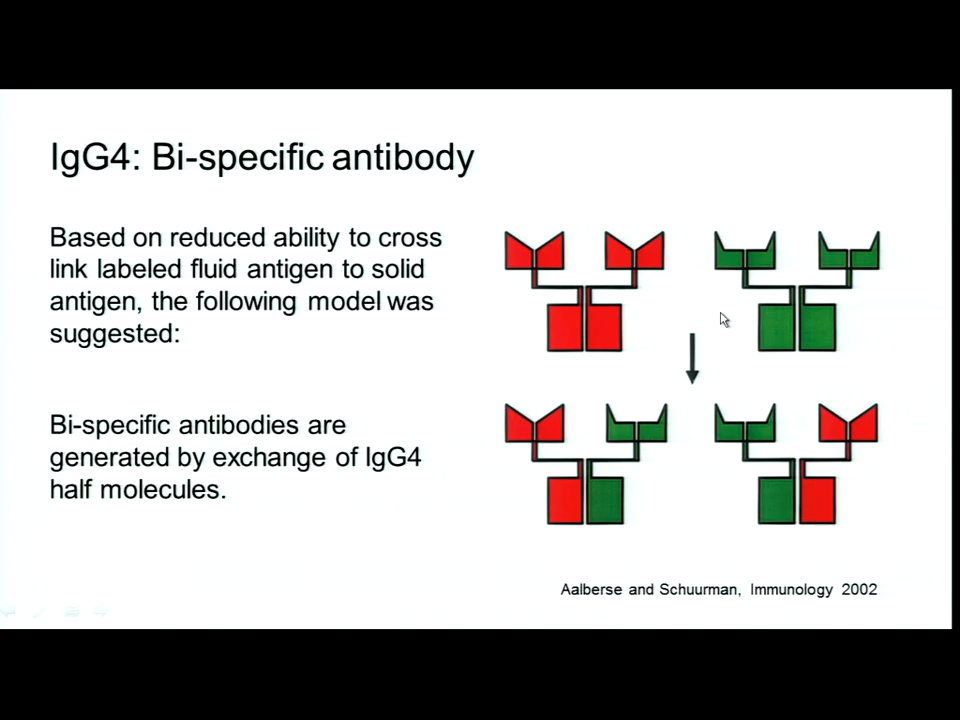 IgG4: Bi-specific antibody
Based on reduced ability to cross
link labeled fluid antigen to solid
antigen, the following model was
suggested:
Bi-specific antibodies are
generated by exchange of IgG4
half molecules.
Aalberse and Schuurman, Immunology 2002